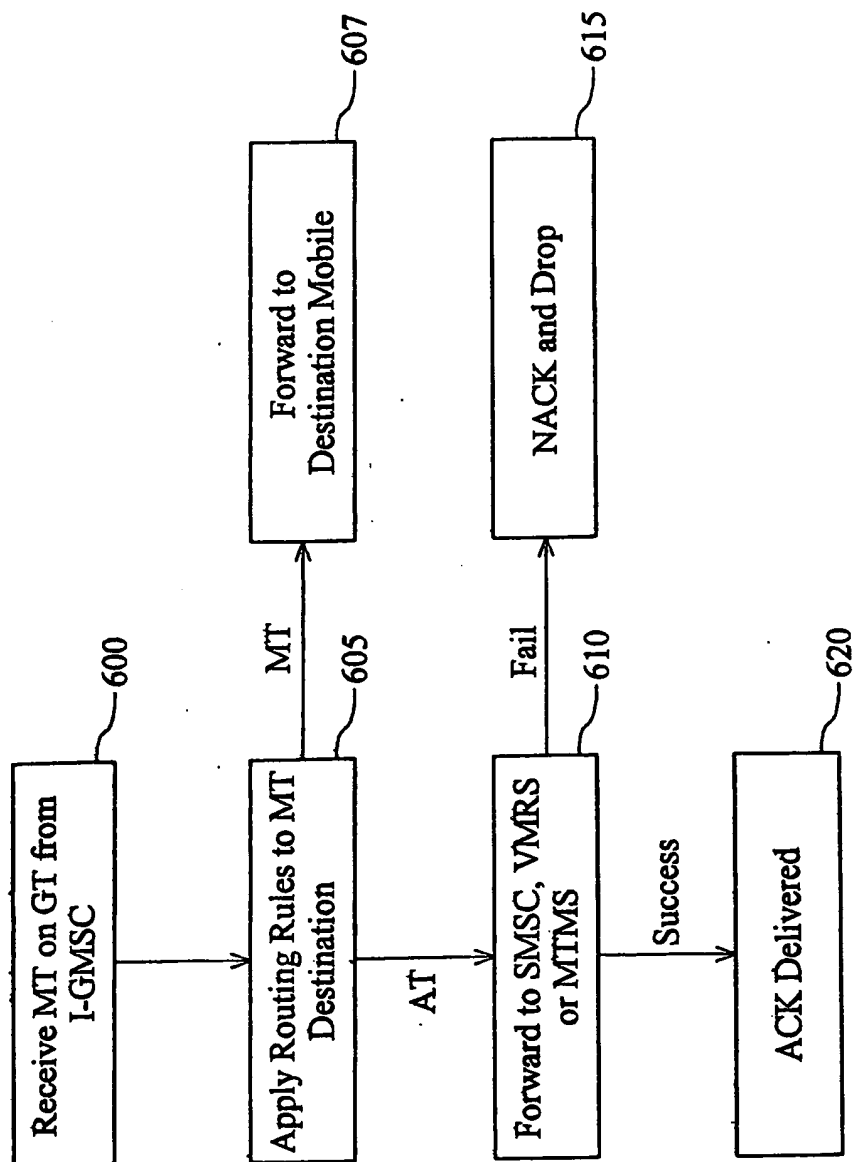 Receive MT on GT from
I-GMSC
600
Apply Routing Rules to MT
Destination
605
MT
Forward to
Destination Mobile
607
AT
Forward to SMSC, VMRS
or MTMS
610
Fail
NACK and Drop
615
Success
ACK Delivered
620